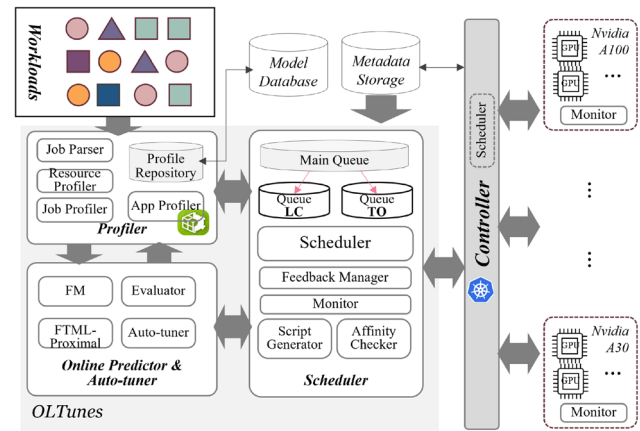 Workloads
Model
Database
Metadata
Storage
Job Parser
Resource
Profiler
Job Profiler
Profile
Repository
App Profiler
Profiler
Main Queue
Queue
LC
Queue
TO
Scheduler
Feedback Manager
Monitor
Script
Generator
Affinity
Checker
Scheduler
FM
Evaluator
FTML-
Proximal
Auto-tuner
Online Predictor &
Auto-tuner
OLTunes
Scheduler
Controller
Nvidia
A100
GPU
GPU
...
Monitor
...
...
Nvidia
A30
GPU
GPU
...
Monitor